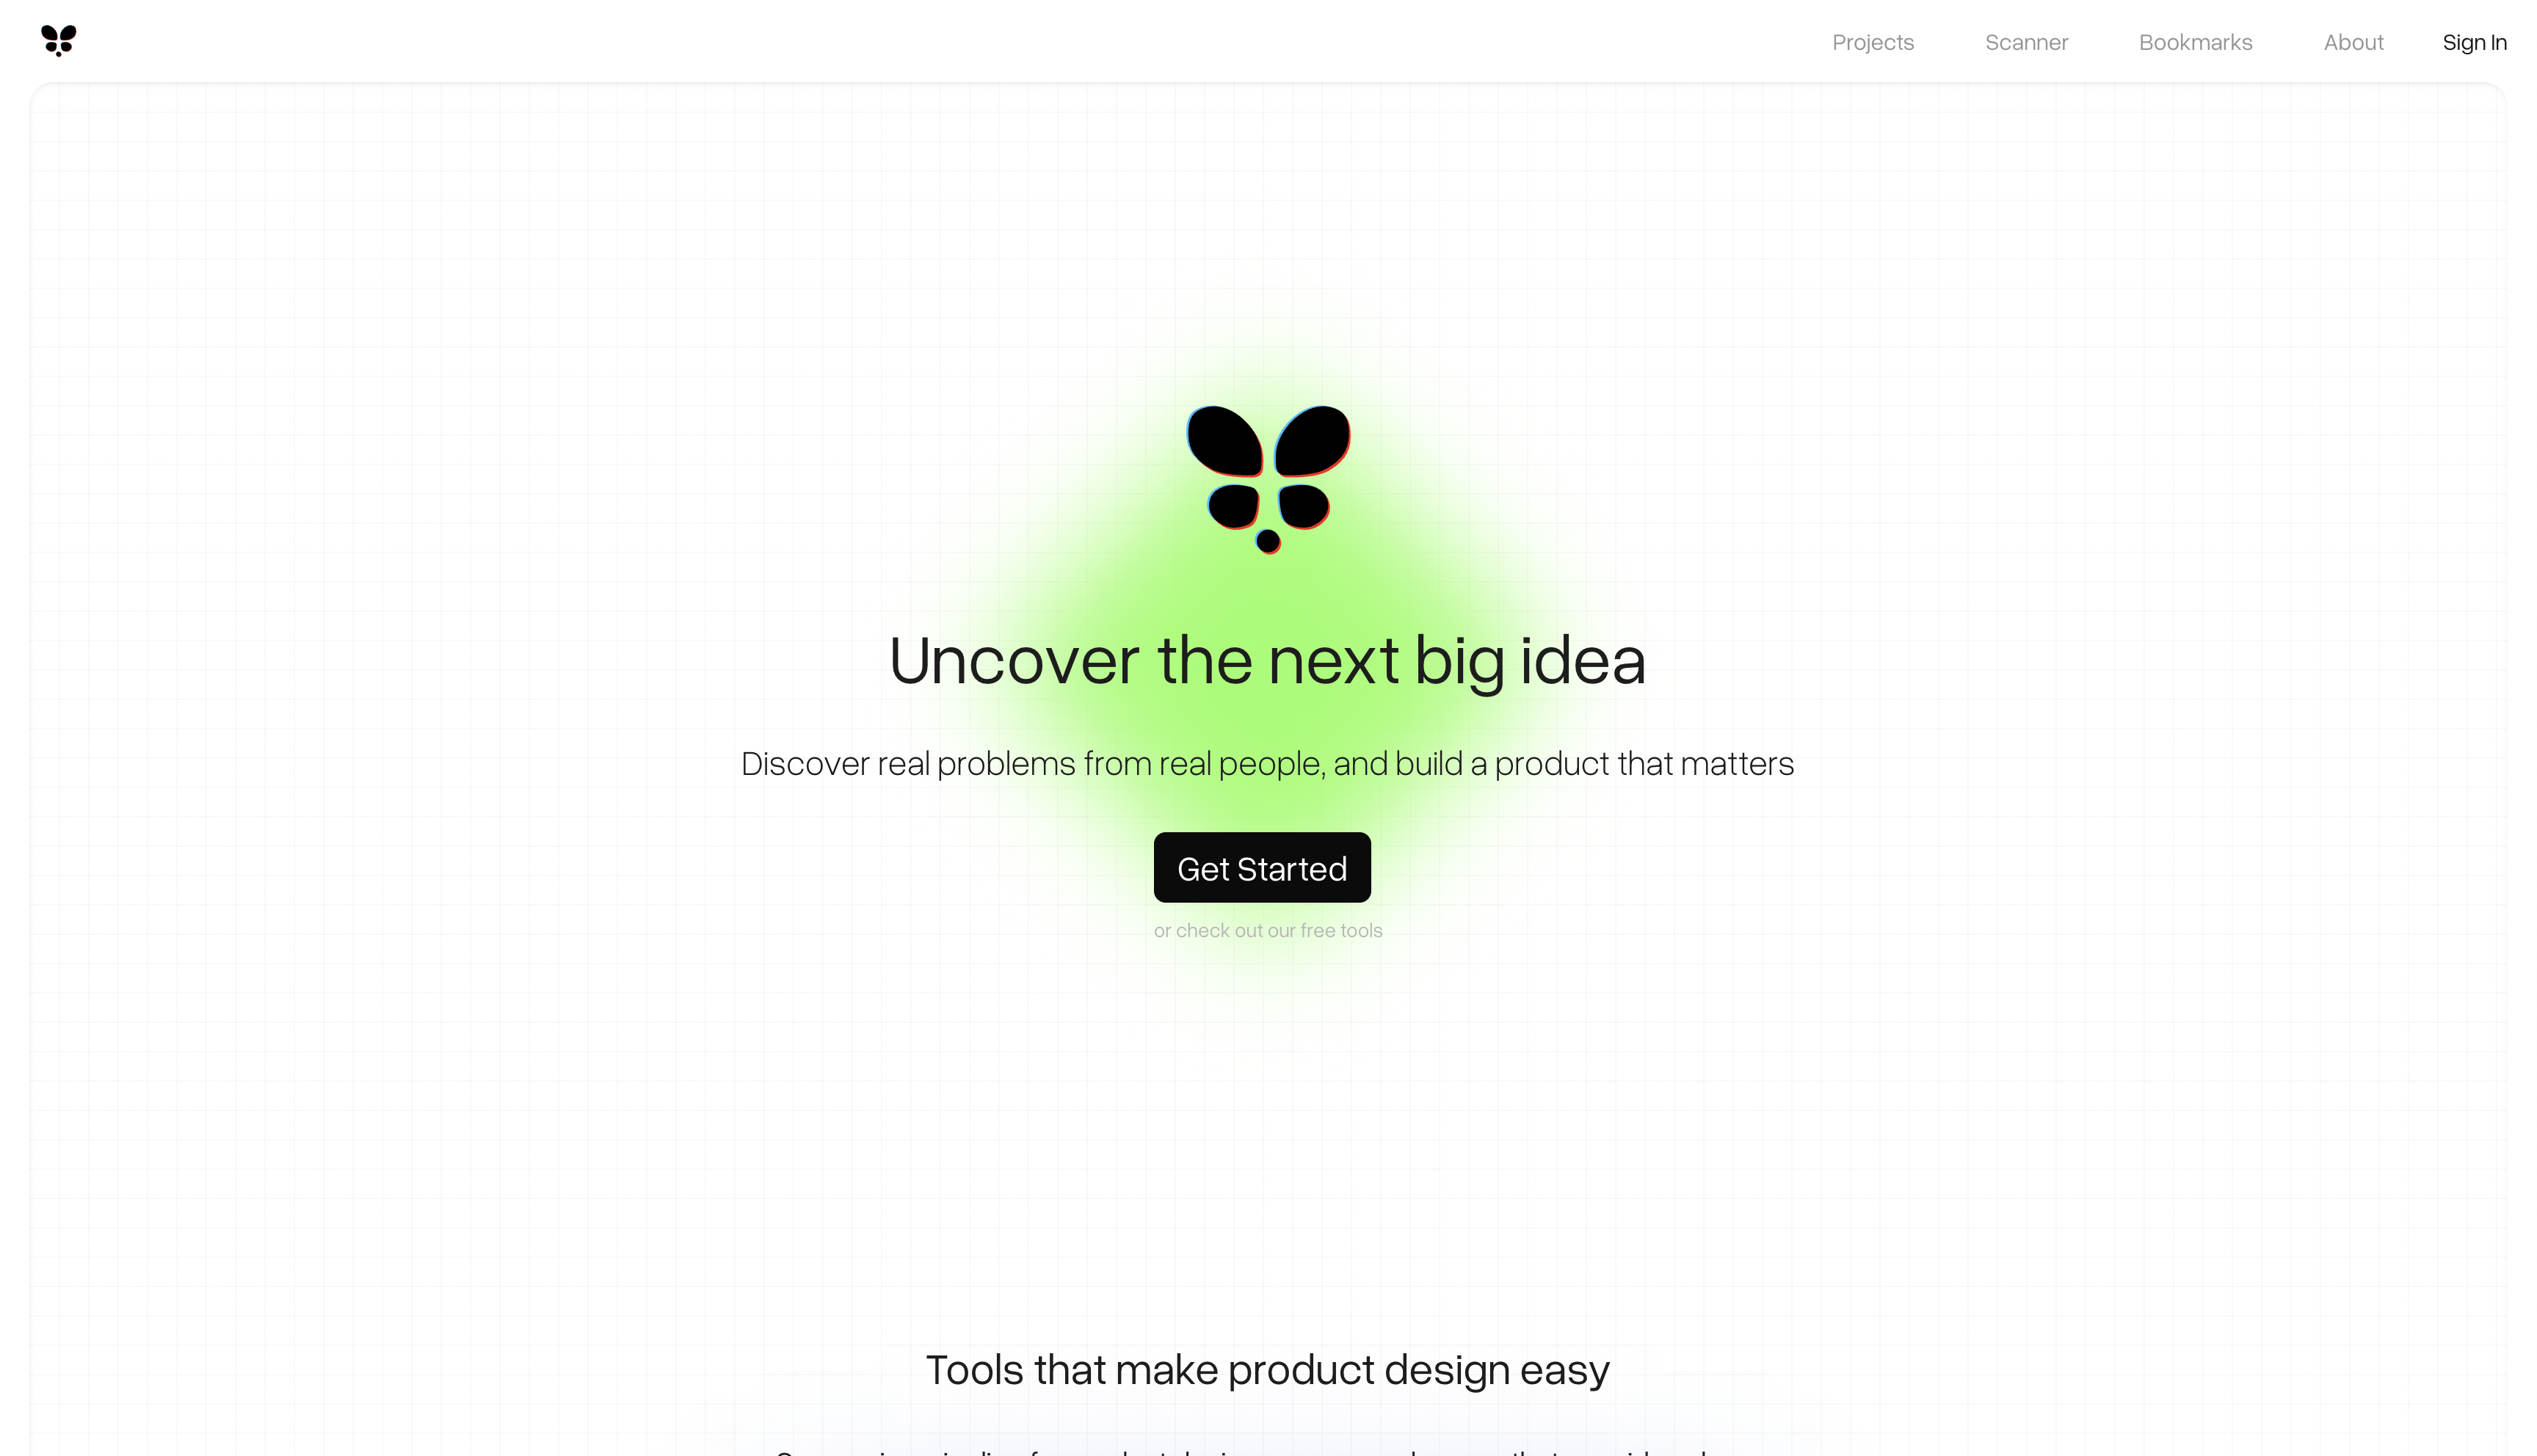 Projects
Scanner
Bookmarks
About
Sign In
Uncover the next big idea
Discover real problems from real people, and build a product that matters
Get Started
or check out our free tools
Tools that make product design easy